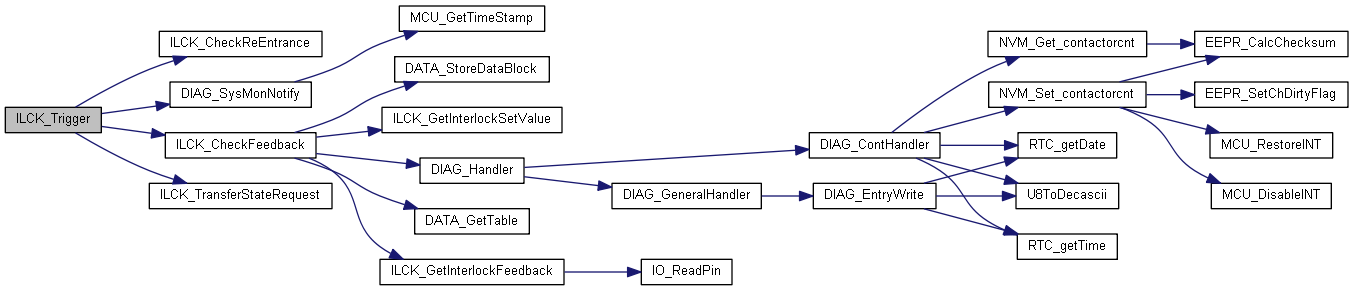 ILCK_Trigger
ILCK_CheckReEntrance
DIAG_SysMonNotify
ILCK_CheckFeedback
ILCK_TransferStateRequest
MCU_GetTimeStamp
DATA_StoreDataBlock
ILCK_GetInterlockSetValue
DIAG_Handler
DATA_GetTable
ILCK_GetInterlockFeedback
DIAG_GeneralHandler
IO_ReadPin
DIAG_ContHandler
DIAG_EntryWrite
NVM_Get_contactorcnt
NVM_Set_contactorcnt
RTC_getDate
U8ToDecascii
RTC_getTime
EEPR_CalcChecksum
EEPR_SetChDirtyFlag
MCU_RestoreINT
MCU_DisableINT